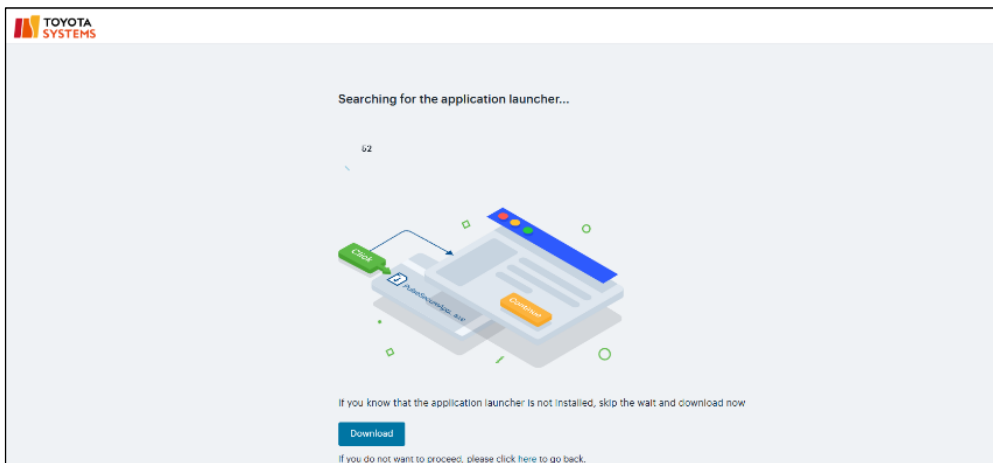 TOYOTA
SYSTEMS
Searching for the application launcher...
62
Click
Continue
If you know that the application launcher is not installed, skip the wait and download now
Download
If you do not want to proceed, please click here to go back.